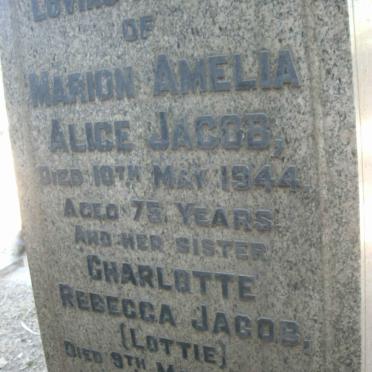 LOVING
OF
MARION AMELIA
ALICE JACOB,
DIED 10TH MAY 1944
AGED 75 YEARS
AND HER SISTER
CHARLOTTE
REBECCA JACOB,
(LOTTIE)
DIED 9TH